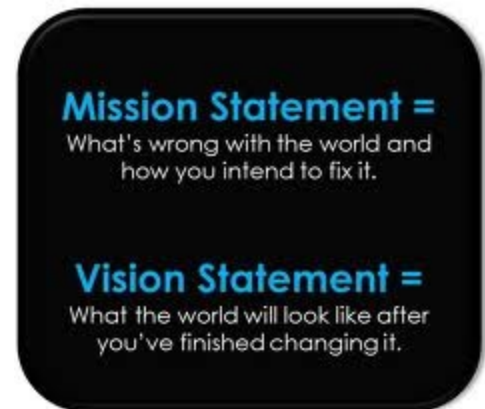 Mission Statement =
What's wrong with the world and
how you intend to fix it.
Vision Statement =
What the world will look like after
you've finished changing it.